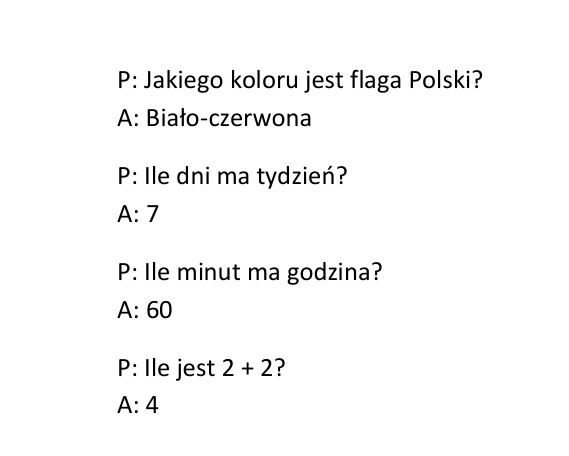 P: Jakiego koloru jest flaga Polski?
A: Biało-czerwona
P: Ile dni ma tydzień?
A: 7
P: Ile minut ma godzina?
A: 60
P: Ile jest 2 + 2?
A: 4